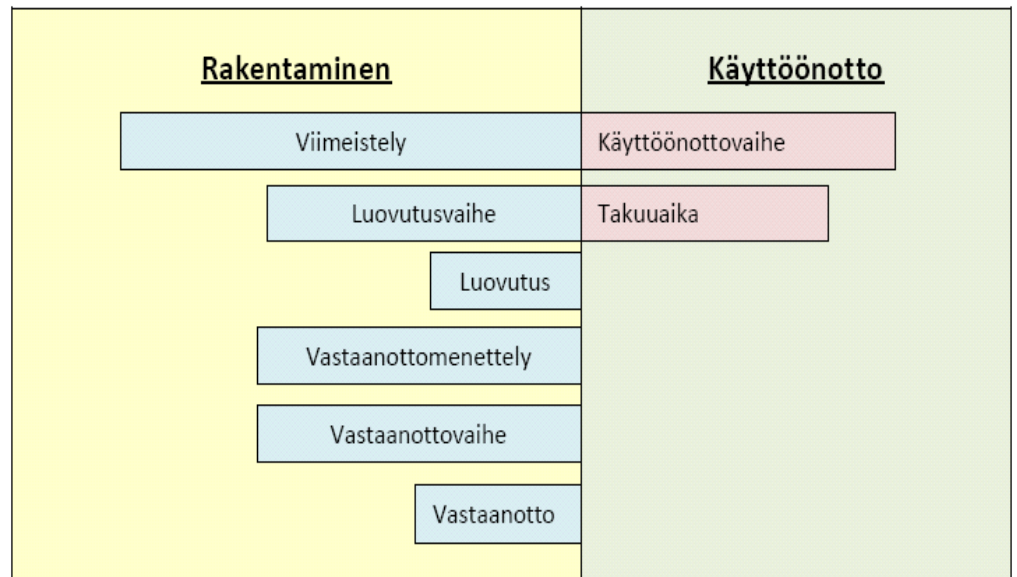 Rakentaminen
Käyttöönotto
Viimeistely
Käyttöönottovaihe
Luovutusvaihe
Takuuaika
Luovutus
Vastaanottomenettely
Vastaanottovaihe
Vastaanotto